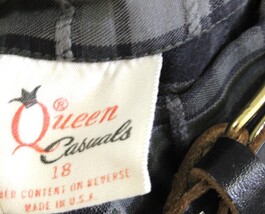 Queen®
Casuals
18
BER CONTENT ON REVERSE
MADE IN U.S.A.